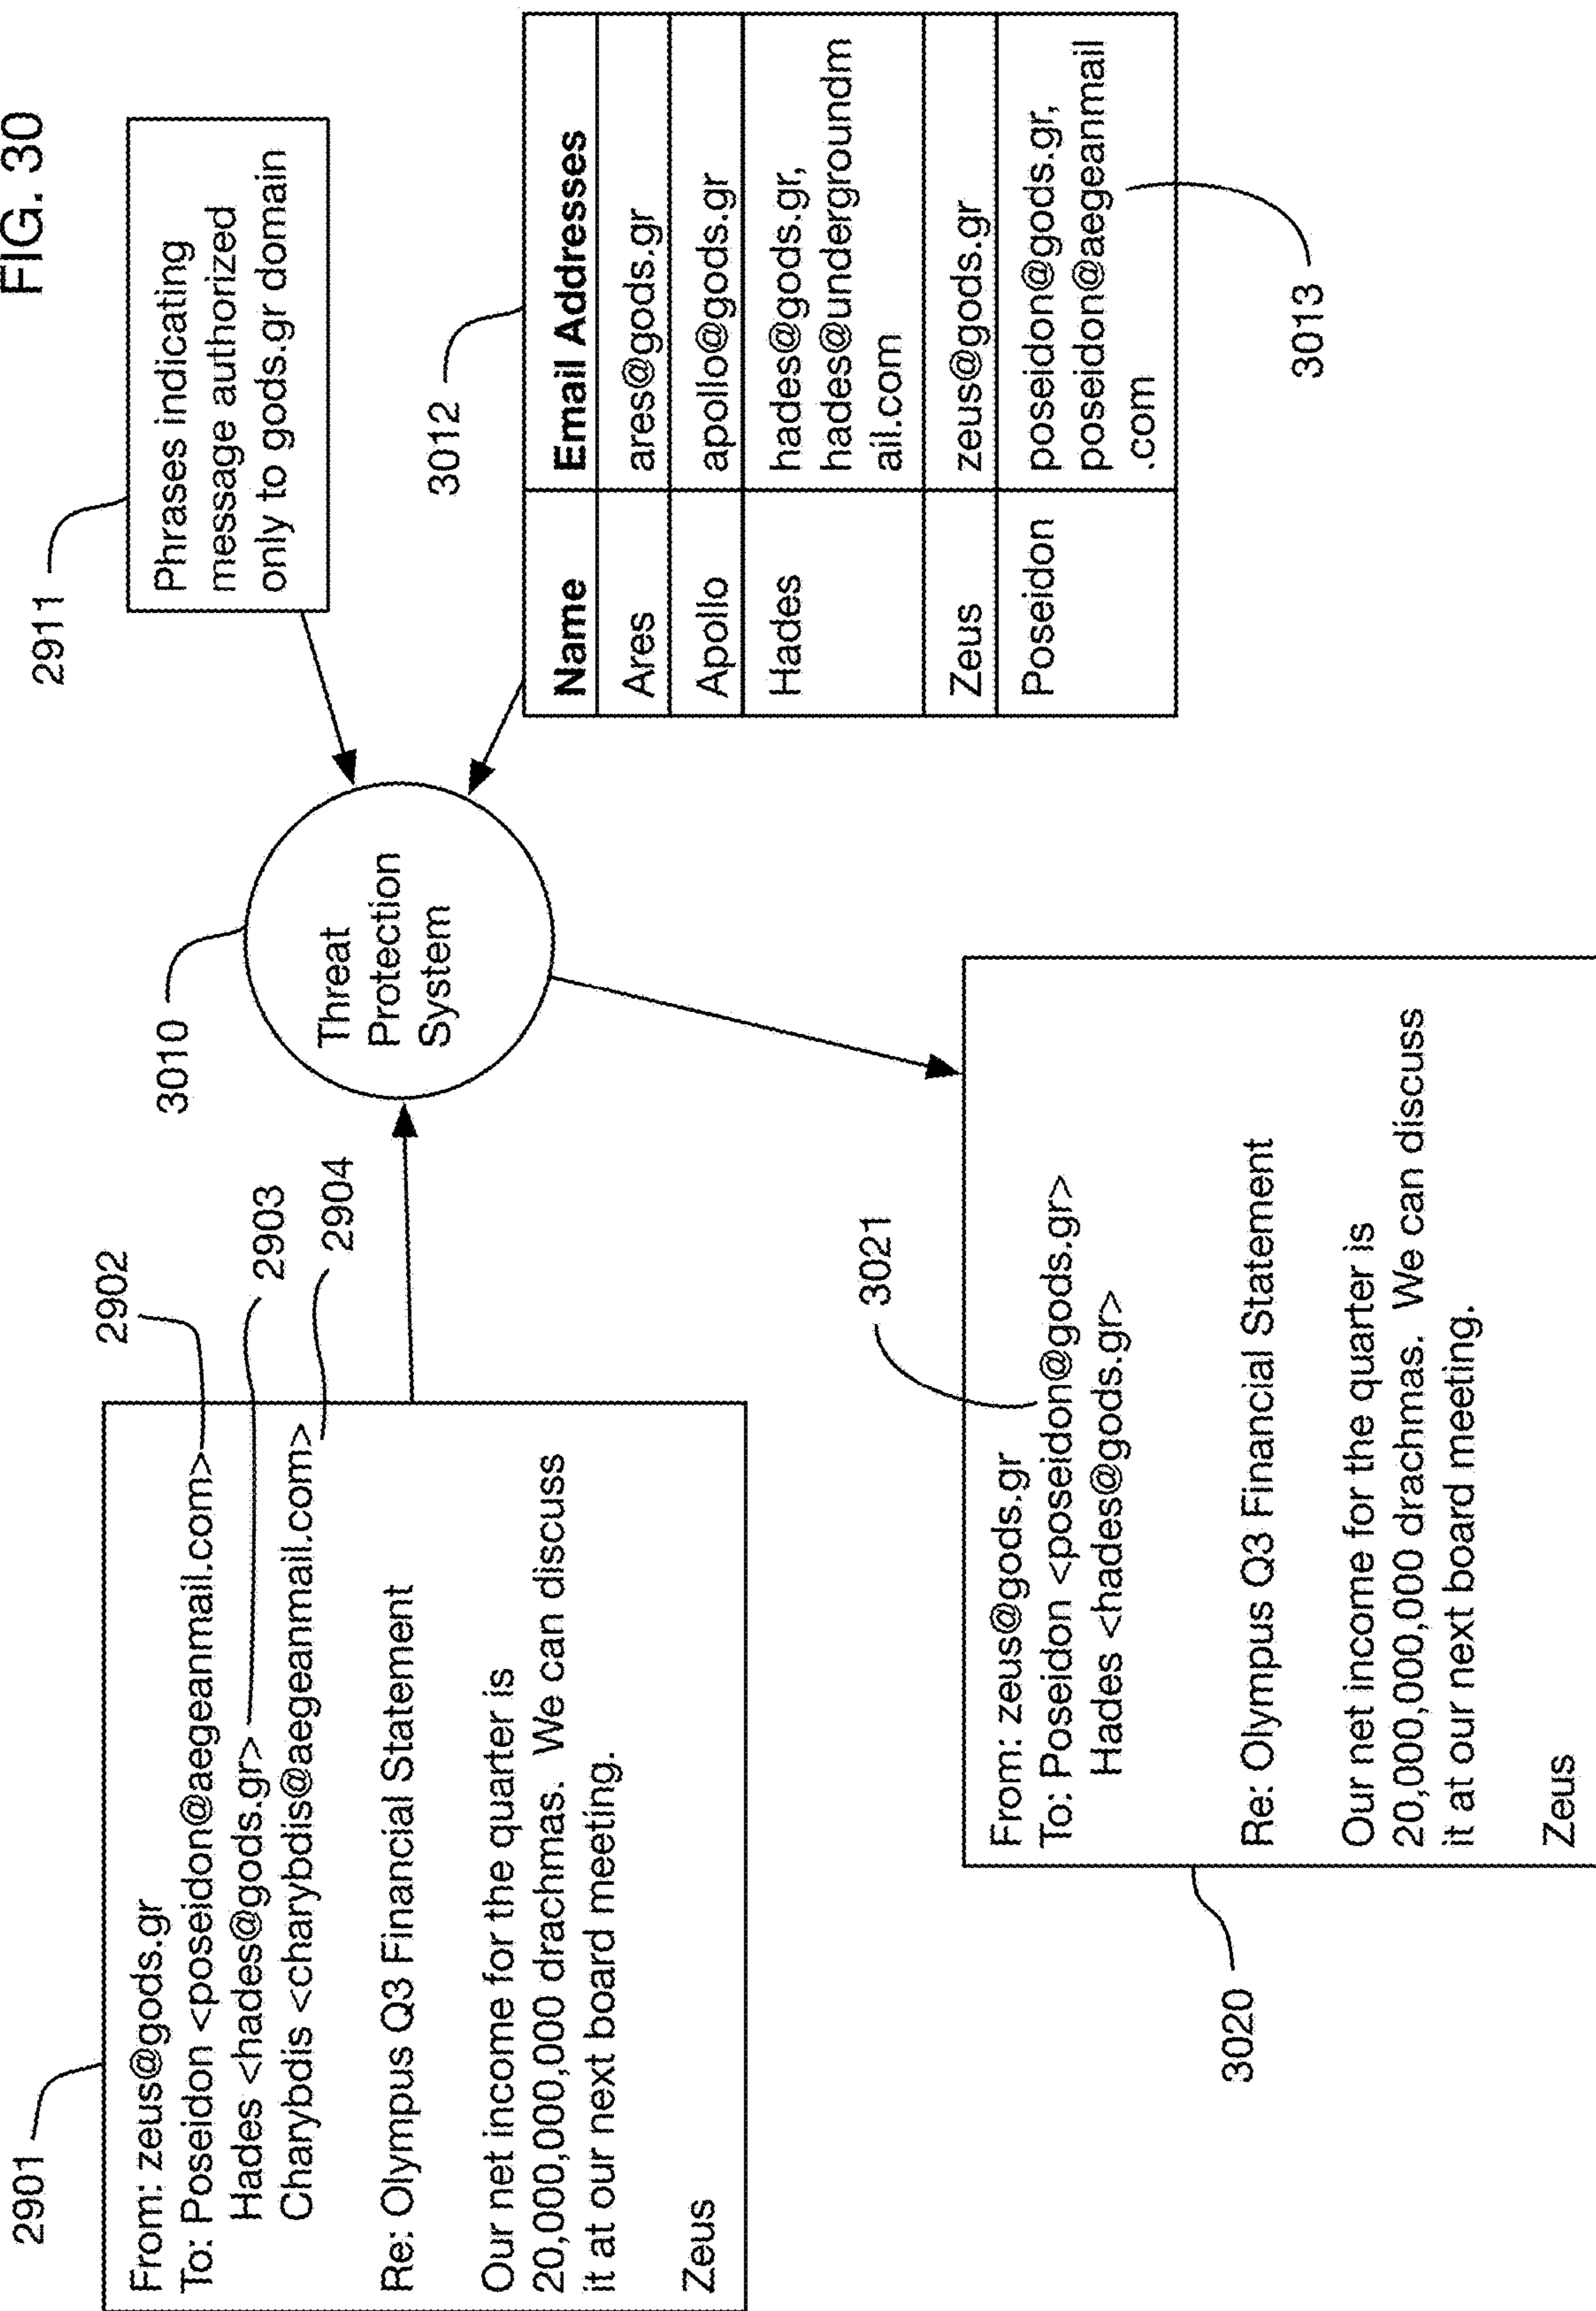 FIG. 30
2901
From: zeus@gods.gr
To: Poseidon <poseidon@aegeanmail.com>
Hades <hades@gods.gr>
Charybdis <charybdis@aegeanmail.com>
Re: Olympus Q3 Financial Statement
Our net income for the quarter is
20,000,000,000 drachmas. We can discuss
it at our next board meeting.
Zeus
2902
2903
2904
3010
Threat
Protection
System
2911
Phrases indicating
message authorized
only to gods.gr domain
3012
Name Email Addresses
Ares ares@gods.gr
Apollo apollo@gods.gr
Hades hades@gods.gr,
hades@undergroundm
ail.com
Zeus zeus@gods.gr
Poseidon poseidon@gods.gr,
poseidon@aegeanmail
.com
3013
3021
From: zeus@gods.gr
To: Poseidon <poseidon@gods.gr>
Hades <hades@gods.gr>
Re: Olympus Q3 Financial Statement
Our net income for the quarter is
20,000,000,000 drachmas. We can discuss
it at our next board meeting.
Zeus
3020